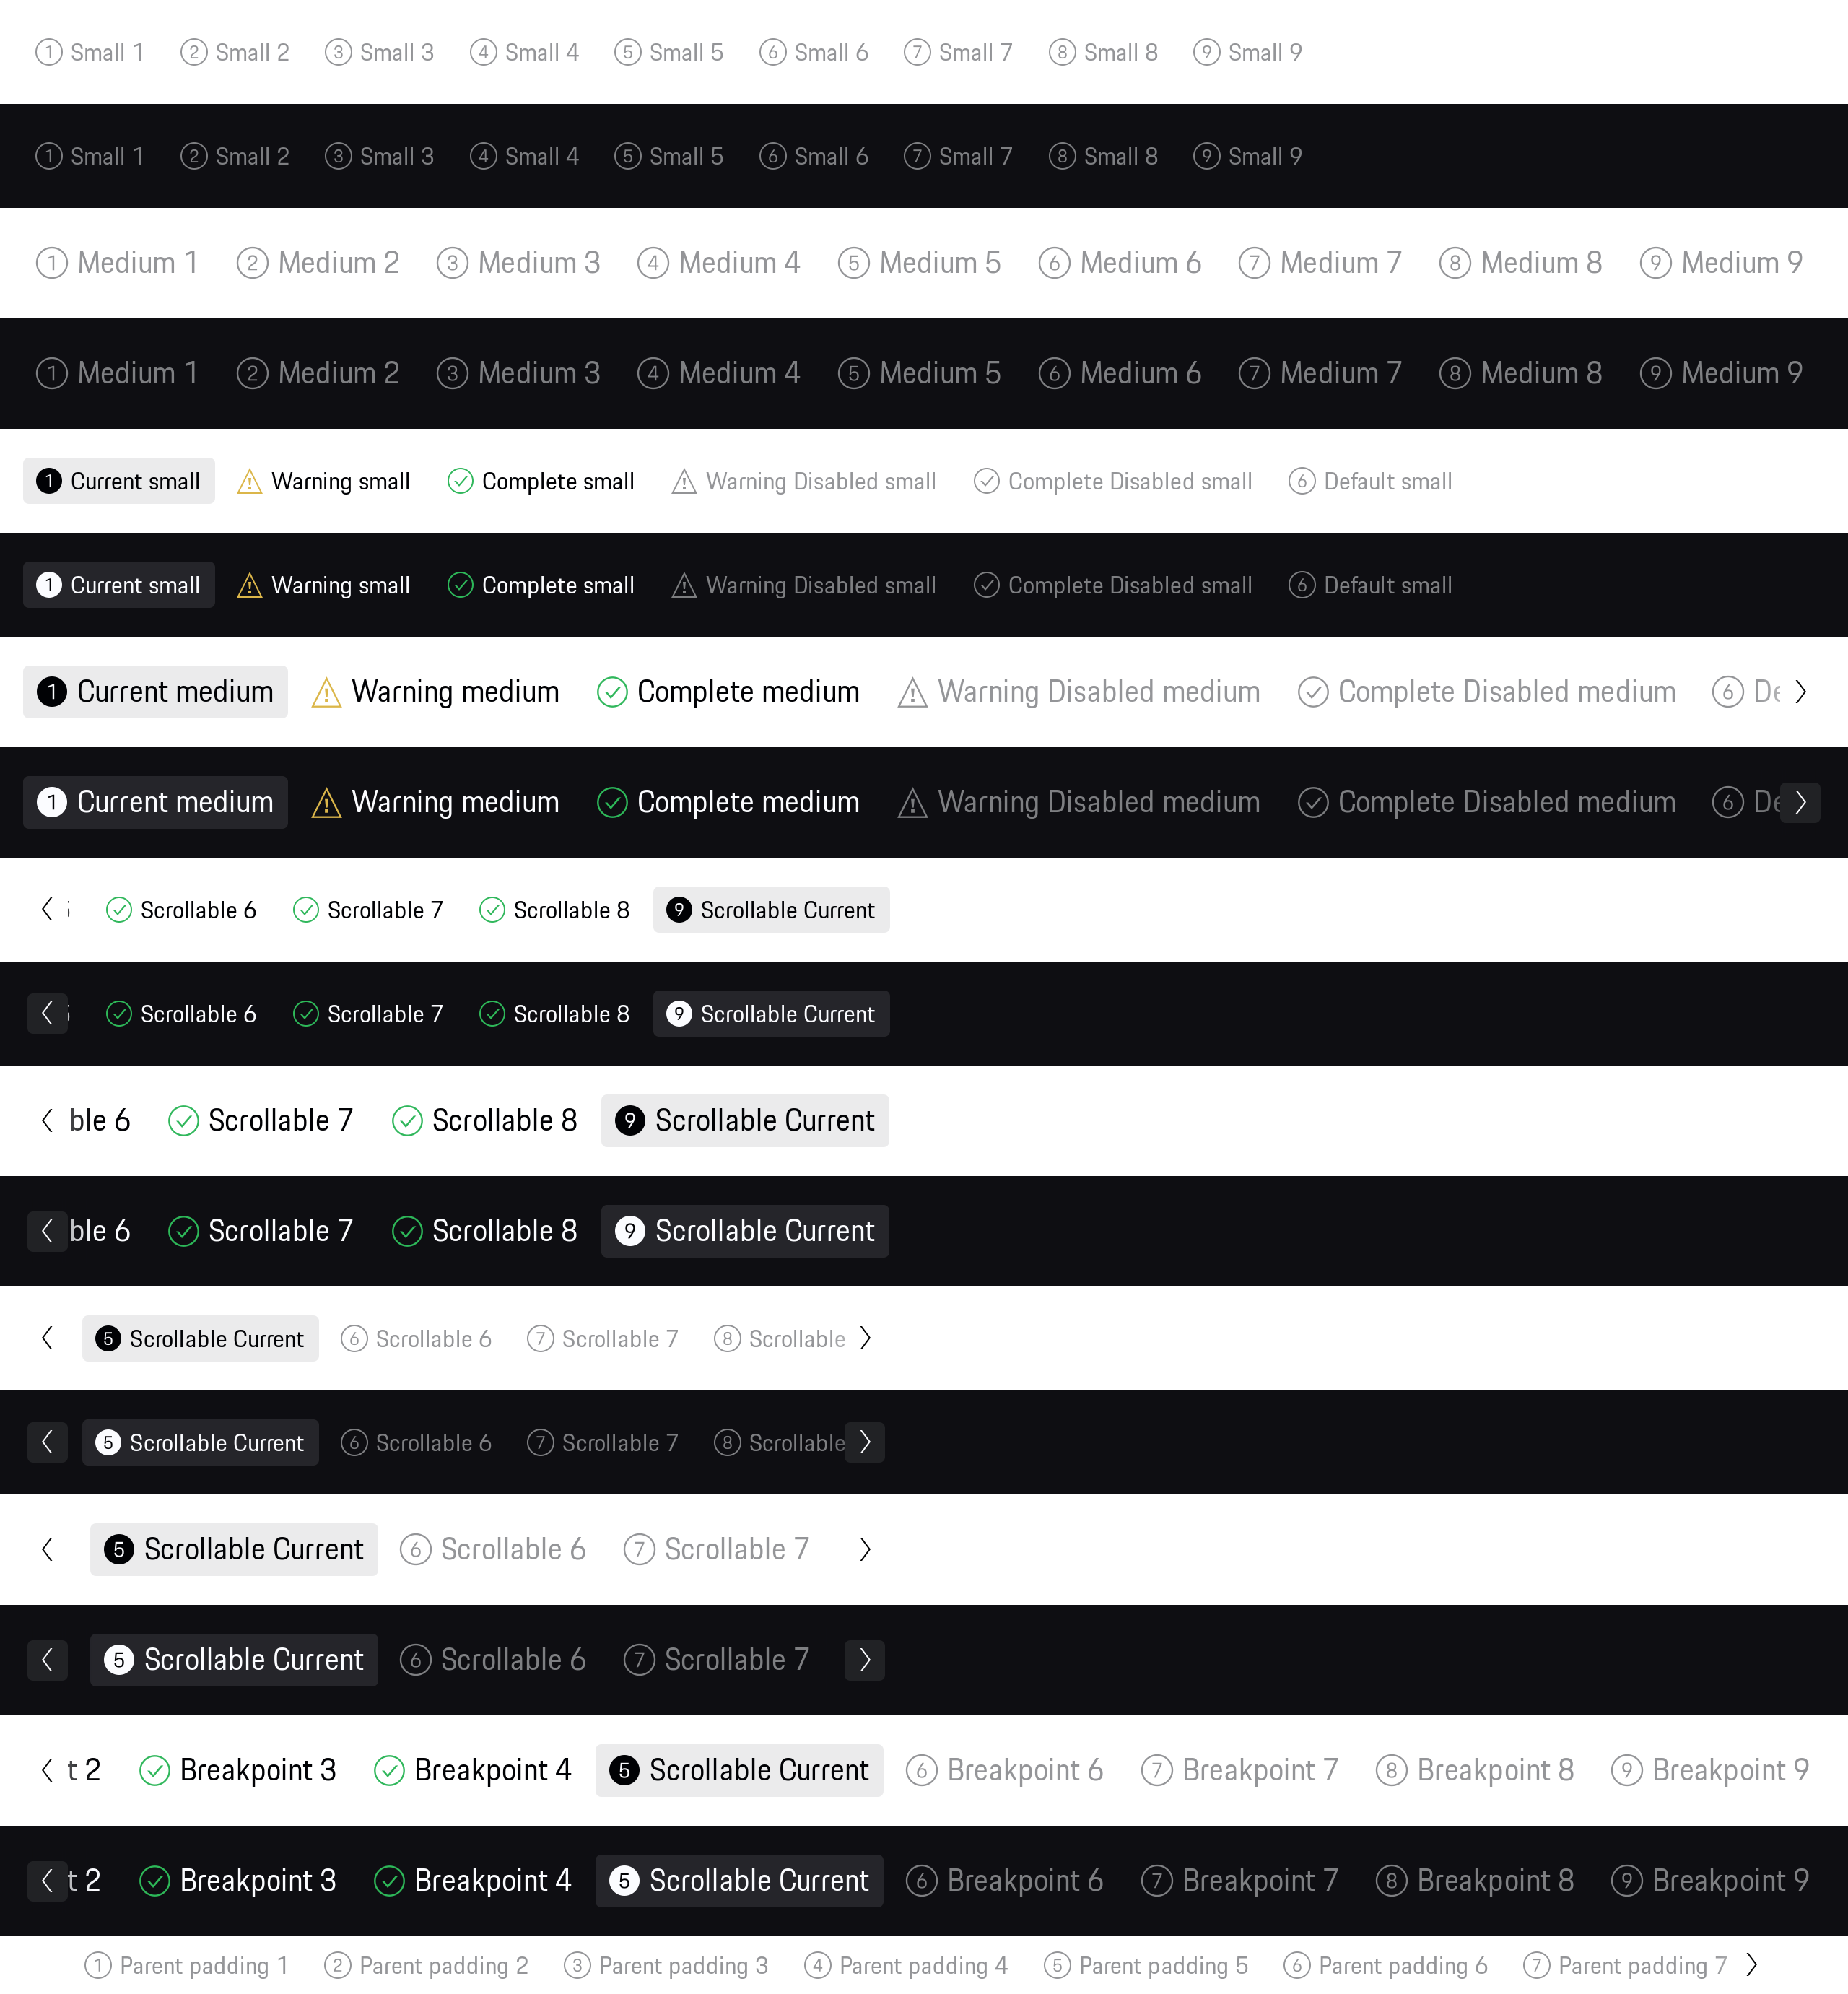 1 Small 1 2 Small 2 3 Small 3 4 Small 4 5 Small 5 6 Small 6 7 Small 7 8 Small 8 9 Small 9
1 Small 1 2 Small 2 3 Small 3 4 Small 4 5 Small 5 6 Small 6 7 Small 7 8 Small 8 9 Small 9
1 Medium 1 2 Medium 2 3 Medium 3 4 Medium 4 5 Medium 5 6 Medium 6 7 Medium 7 8 Medium 8 9 Medium 9
1 Medium 1 2 Medium 2 3 Medium 3 4 Medium 4 5 Medium 5 6 Medium 6 7 Medium 7 8 Medium 8 9 Medium 9
1 Current small Warning small Complete small Warning Disabled small Complete Disabled small 6 Default small
1 Current small Warning small Complete small Warning Disabled small Complete Disabled small 6 Default small
1 Current medium Warning medium Complete medium Warning Disabled medium Complete Disabled medium 6 De
1 Current medium Warning medium Complete medium Warning Disabled medium Complete Disabled medium 6 De
Scrollable 6 Scrollable 7 Scrollable 8 9 Scrollable Current
Scrollable 6 Scrollable 7 Scrollable 8 9 Scrollable Current
ble 6 Scrollable 7 Scrollable 8 9 Scrollable Current
ble 6 Scrollable 7 Scrollable 8 9 Scrollable Current
5 Scrollable Current 6 Scrollable 6 7 Scrollable 7 8 Scrollable
5 Scrollable Current 6 Scrollable 6 7 Scrollable 7 8 Scrollable
5 Scrollable Current 6 Scrollable 6 7 Scrollable 7
5 Scrollable Current 6 Scrollable 6 7 Scrollable 7
t 2 Breakpoint 3 Breakpoint 4 5 Scrollable Current 6 Breakpoint 6 7 Breakpoint 7 8 Breakpoint 8 9 Breakpoint 9
t 2 Breakpoint 3 Breakpoint 4 5 Scrollable Current 6 Breakpoint 6 7 Breakpoint 7 8 Breakpoint 8 9 Breakpoint 9
1 Parent padding 1 2 Parent padding 2 3 Parent padding 3 4 Parent padding 4 5 Parent padding 5 6 Parent padding 6 7 Parent padding 7